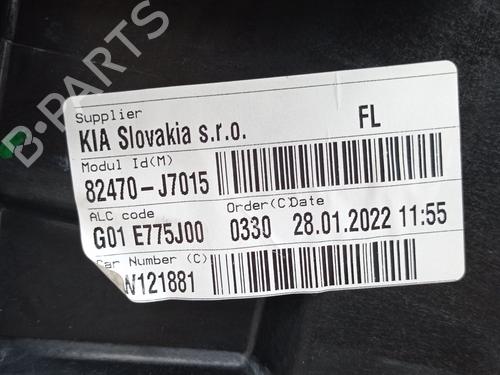 B-PARTS
Supplier
KIA Slovakia s.r.o. FL
Modul Id(M)
82470-J7015
ALC code Order(C)Date
G01 E775J00 0330 28.01.2022 11:55
Car Number (C)
N121881